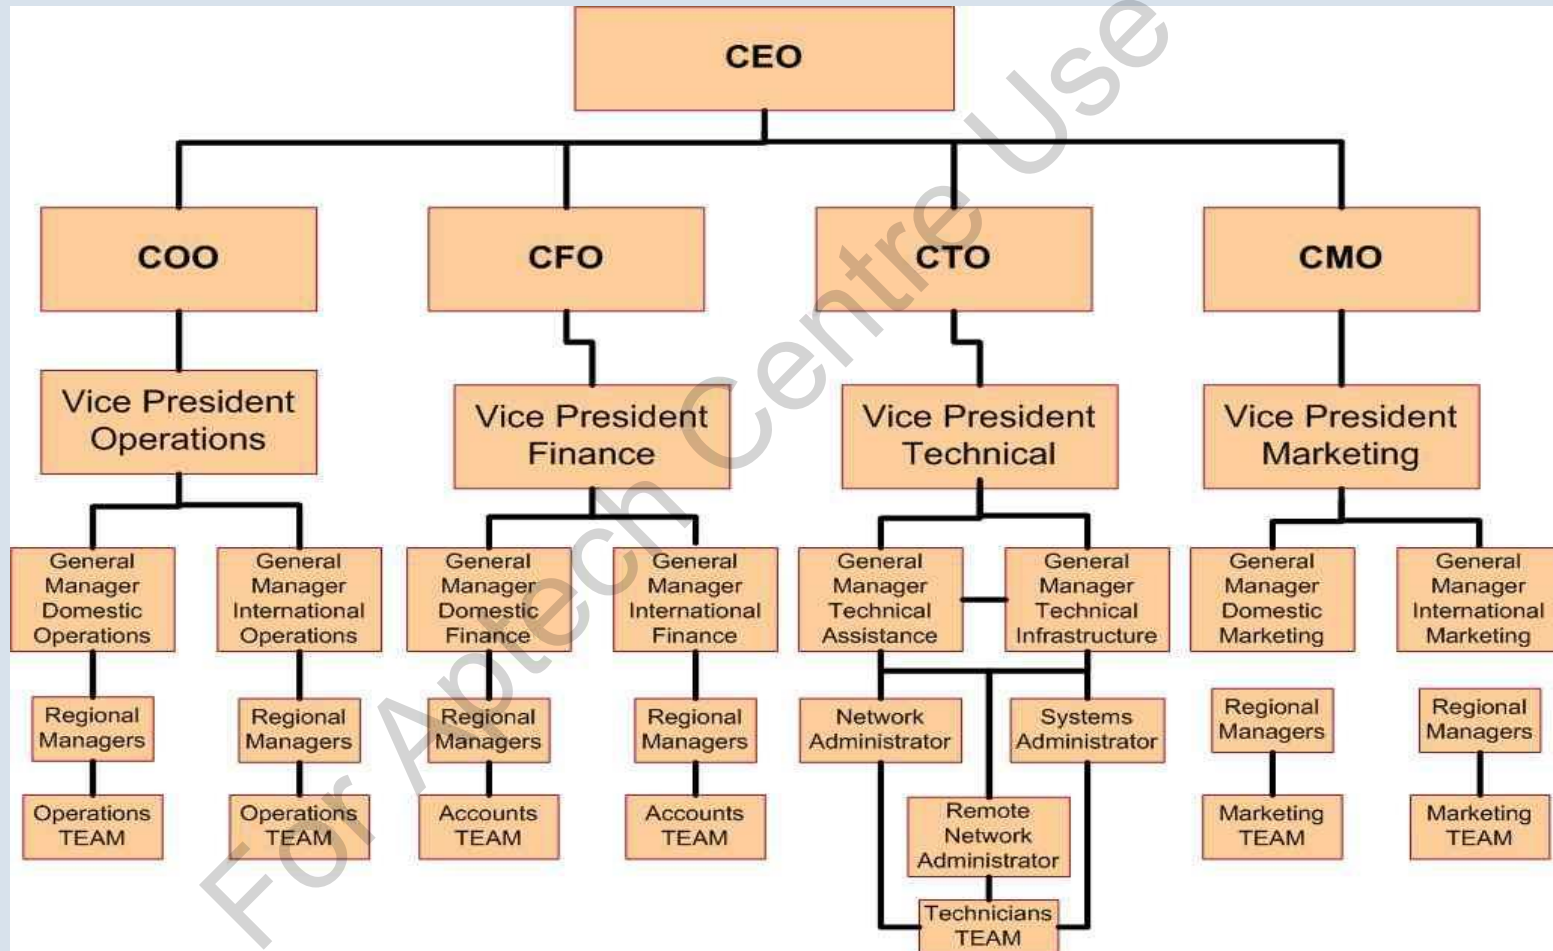 CEO
COO
CFO
CTO
CMO
Vice President
Operations
Vice President
Finance
Vice President
Technical
Vice President
Marketing
General
Manager
Domestic
Operations
General
Manager
International
Operations
General
Manager
Domestic
Finance
General
Manager
International
Finance
General
Manager
Technical
Assistance
General
Manager
Technical
Infrastructure
General
Manager
Domestic
Marketing
General
Manager
International
Marketing
Regional
Managers
Regional
Managers
Regional
Managers
Regional
Managers
Network
Administrator
Systems
Administrator
Regional
Managers
Regional
Managers
Operations
TEAM
Operations
TEAM
Accounts
TEAM
Accounts
TEAM
Remote
Network
Administrator
Marketing
TEAM
Marketing
TEAM
Technicians
TEAM
For Aptech Centre Use